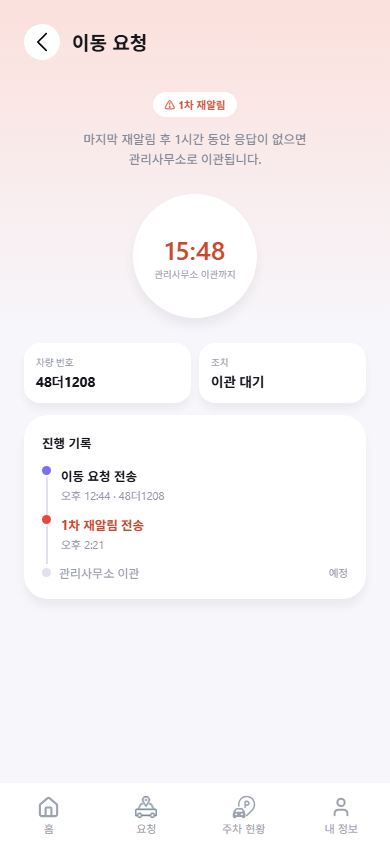 이동 요청
1차 재알림
마지막 재알림 후 1시간 동안 응답이 없으면
관리사무소로 이관됩니다.
15:48
관리사무소 이관까지
차량 번호
48더1208
조치
이관 대기
진행 기록
이동 요청 전송
오후 12:44 · 48더1208
1차 재알림 전송
오후 2:21
관리사무소 이관
예정
홈
요청
주차 현황
내 정보